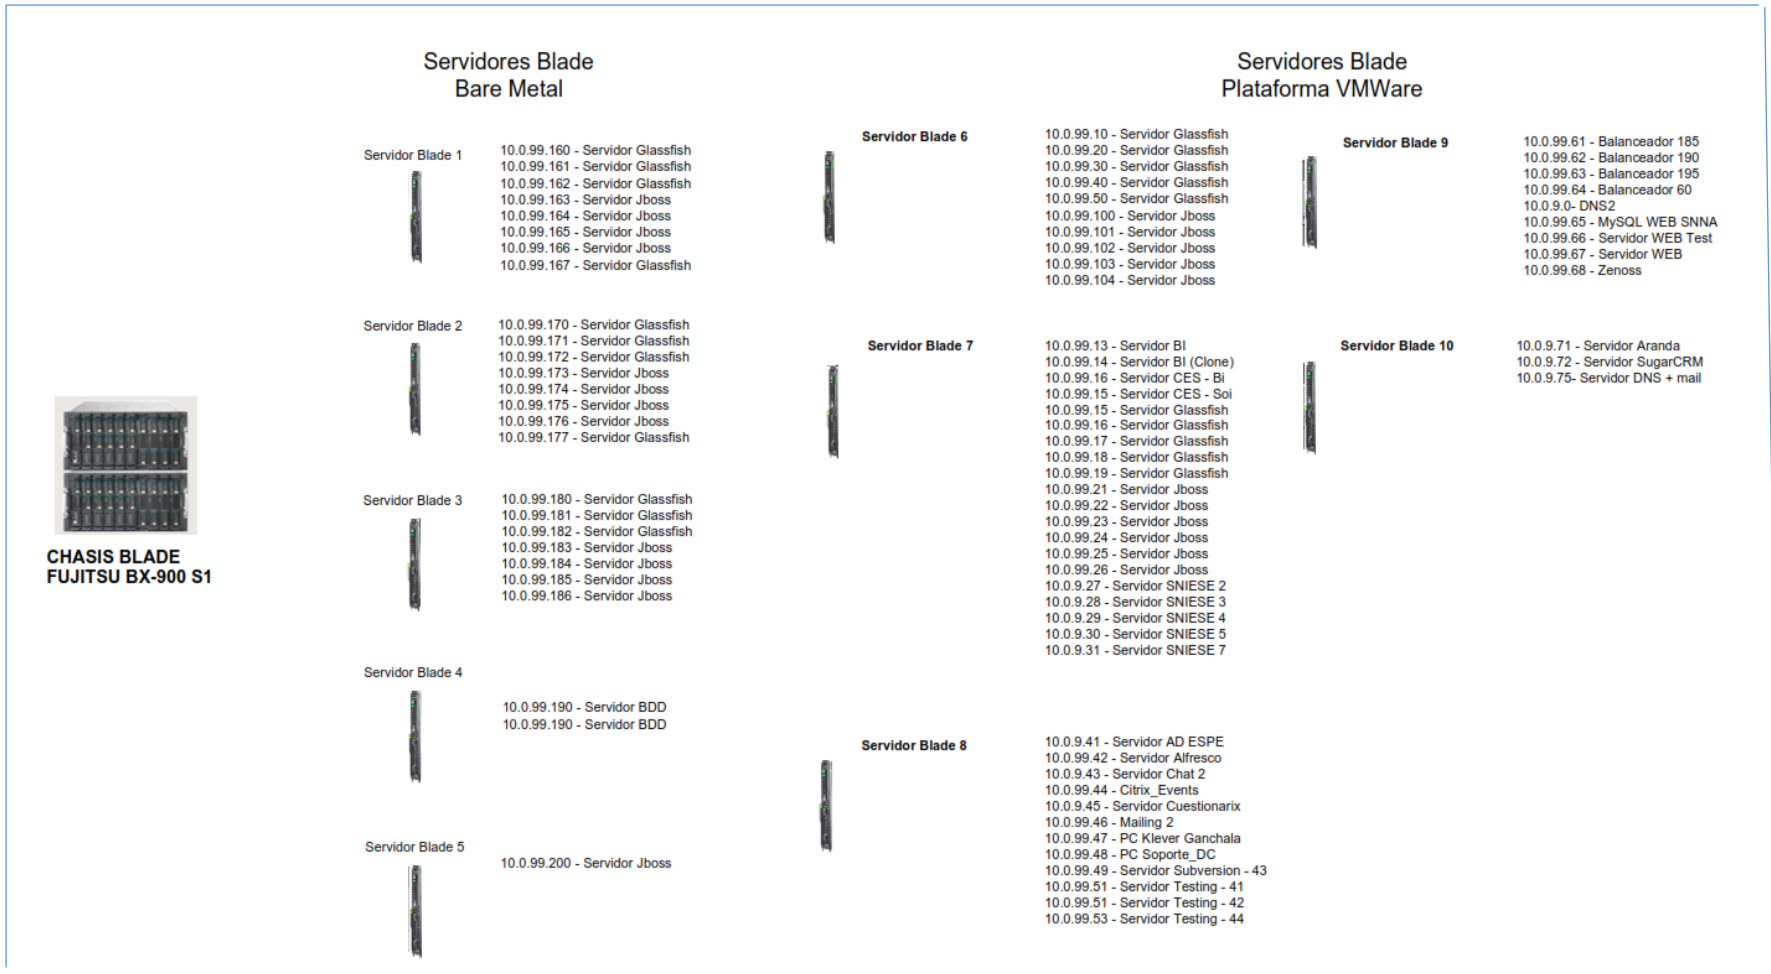 Servidores Blade
Bare Metal
Servidores Blade
Plataforma VMWare
CHASIS BLADE
FUJITSU BX-900 S1
Servidor Blade 1
10.0.99.160 - Servidor Glassfish
10.0.99.161 - Servidor Glassfish
10.0.99.162 - Servidor Glassfish
10.0.99.163 - Servidor Jboss
10.0.99.164 - Servidor Jboss
10.0.99.165 - Servidor Jboss
10.0.99.166 - Servidor Jboss
10.0.99.167 - Servidor Glassfish
Servidor Blade 2
10.0.99.170 - Servidor Glassfish
10.0.99.171 - Servidor Glassfish
10.0.99.172 - Servidor Glassfish
10.0.99.173 - Servidor Jboss
10.0.99.174 - Servidor Jboss
10.0.99.175 - Servidor Jboss
10.0.99.176 - Servidor Jboss
10.0.99.177 - Servidor Glassfish
Servidor Blade 3
10.0.99.180 - Servidor Glassfish
10.0.99.181 - Servidor Glassfish
10.0.99.182 - Servidor Glassfish
10.0.99.183 - Servidor Jboss
10.0.99.184 - Servidor Jboss
10.0.99.185 - Servidor Jboss
10.0.99.186 - Servidor Jboss
Servidor Blade 4
10.0.99.190 - Servidor BDD
10.0.99.190 - Servidor BDD
Servidor Blade 5
10.0.99.200 - Servidor Jboss
Servidor Blade 6
10.0.99.10 - Servidor Glassfish
10.0.99.20 - Servidor Glassfish
10.0.99.30 - Servidor Glassfish
10.0.99.40 - Servidor Glassfish
10.0.99.50 - Servidor Glassfish
10.0.99.100 - Servidor Jboss
10.0.99.101 - Servidor Jboss
10.0.99.102 - Servidor Jboss
10.0.99.103 - Servidor Jboss
10.0.99.104 - Servidor Jboss
Servidor Blade 7
10.0.99.13 - Servidor BI
10.0.99.14 - Servidor BI (Clone)
10.0.99.16 - Servidor CES - Bi
10.0.99.15 - Servidor CES - Soi
10.0.99.15 - Servidor Glassfish
10.0.99.16 - Servidor Glassfish
10.0.99.17 - Servidor Glassfish
10.0.99.18 - Servidor Glassfish
10.0.99.19 - Servidor Glassfish
10.0.99.21 - Servidor Jboss
10.0.99.22 - Servidor Jboss
10.0.99.23 - Servidor Jboss
10.0.99.24 - Servidor Jboss
10.0.99.25 - Servidor Jboss
10.0.99.26 - Servidor Jboss
10.0.9.27 - Servidor SNIESE 2
10.0.9.28 - Servidor SNIESE 3
10.0.9.29 - Servidor SNIESE 4
10.0.9.30 - Servidor SNIESE 5
10.0.9.31 - Servidor SNIESE 7
Servidor Blade 8
10.0.9.41 - Servidor AD ESPE
10.0.99.42 - Servidor Alfresco
10.0.9.43 - Servidor Chat 2
10.0.99.44 - Citrix_Events
10.0.9.45 - Servidor Cuestionarix
10.0.99.46 - Mailing 2
10.0.99.47 - PC Klever Ganchala
10.0.99.48 - PC Soporte_DC
10.0.99.49 - Servidor Subversion - 43
10.0.99.51 - Servidor Testing - 41
10.0.99.51 - Servidor Testing - 42
10.0.99.53 - Servidor Testing - 44
Servidor Blade 9
10.0.99.61 - Balanceador 185
10.0.99.62 - Balanceador 190
10.0.99.63 - Balanceador 195
10.0.99.64 - Balanceador 60
10.0.9.0- DNS2
10.0.99.65 - MySQL WEB SNNA
10.0.99.66 - Servidor WEB Test
10.0.99.67 - Servidor WEB
10.0.99.68 - Zenoss
Servidor Blade 10
10.0.9.71 - Servidor Aranda
10.0.9.72 - Servidor SugarCRM
10.0.9.75- Servidor DNS + mail